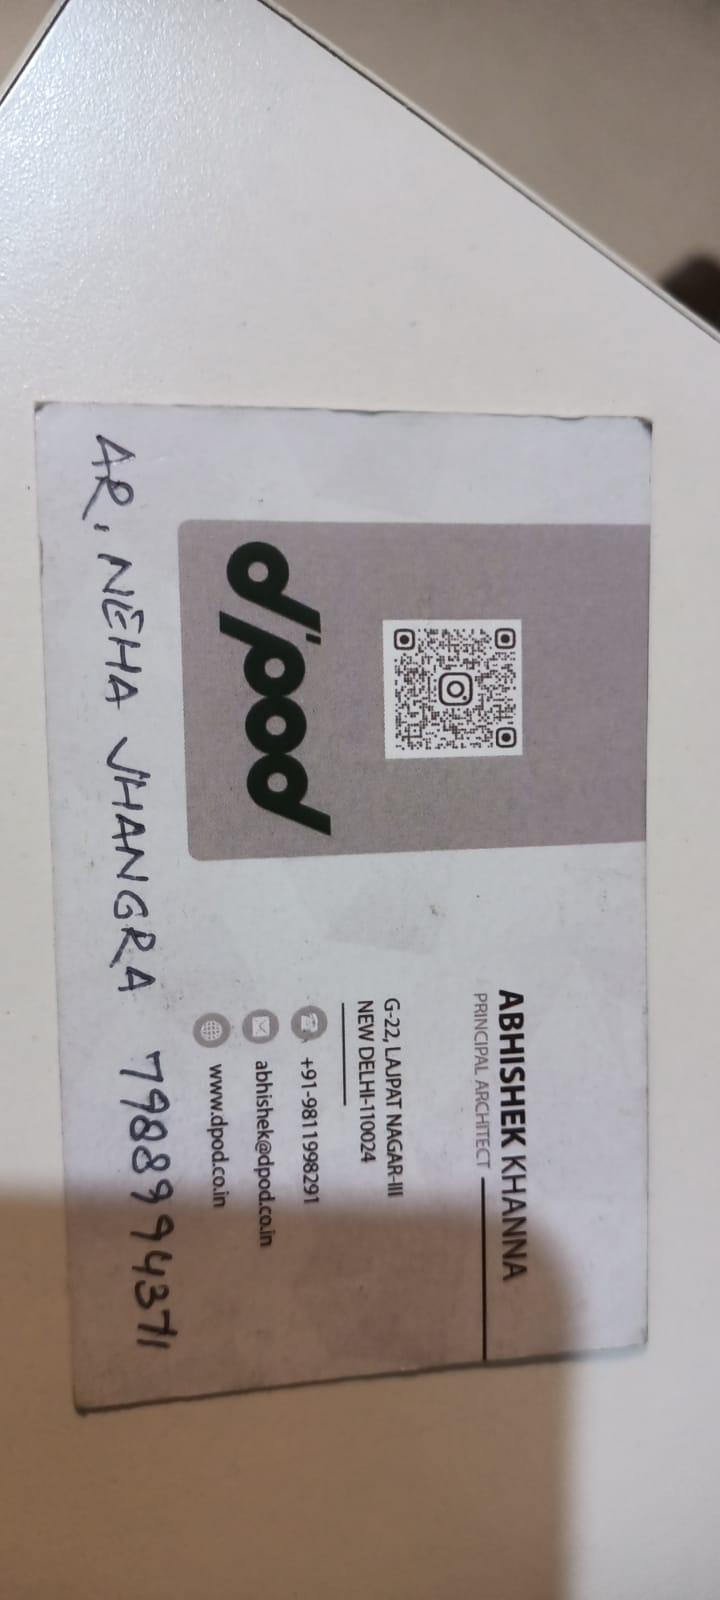 d'pod
ABHISHEK KHANNA
PRINCIPAL ARCHITECT
G-22, LAJPAT NAGAR-III
NEW DELHI-110024
+91-9811998291
abhishek@dpod.co.in
www.dpod.co.in
AR. NEHA JHANGRA 7988994371